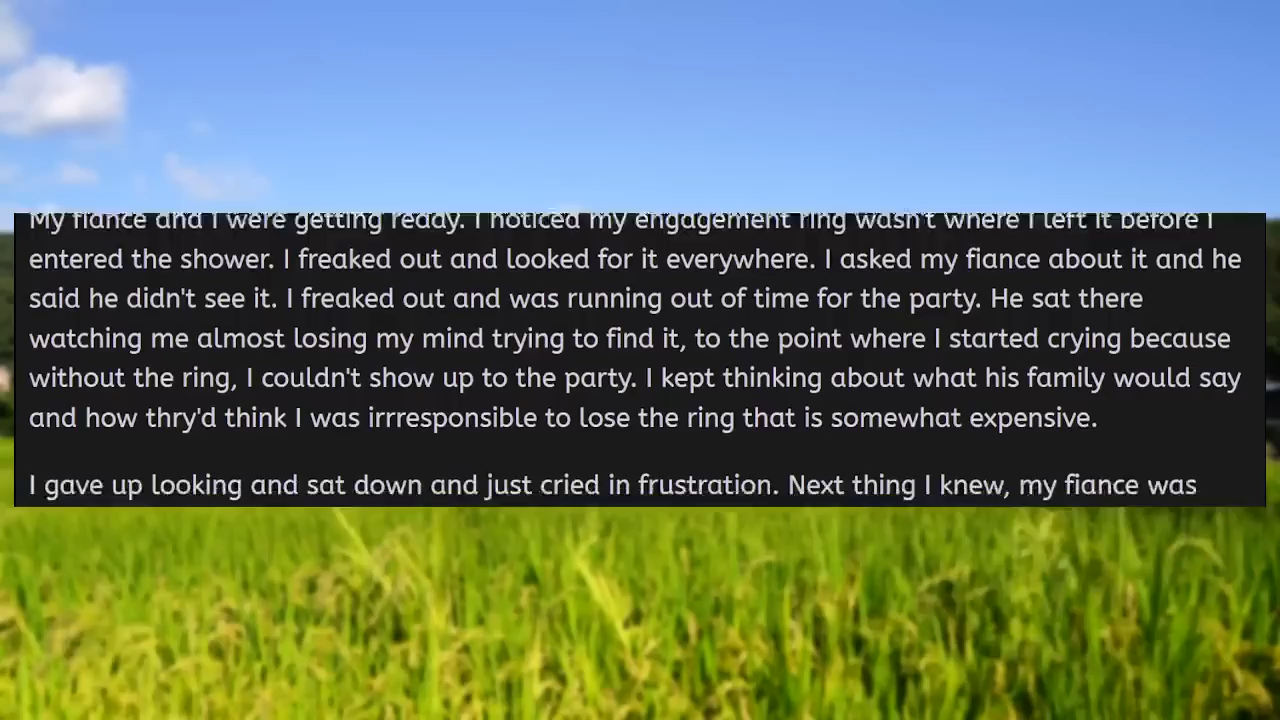 My fiance and I were getting ready. I noticed my engagement ring wasn't where I left it before I
entered the shower. I freaked out and looked for it everywhere. I asked my fiance about it and he
said he didn't see it. I freaked out and was running out of time for the party. He sat there
watching me almost losing my mind trying to find it, to the point where I started crying because
without the ring, I couldn't show up to the party. I kept thinking about what his family would say
and how thry'd think I was irrresponsible to lose the ring that is somewhat expensive.
I gave up looking and sat down and just cried in frustration. Next thing I knew, my fiance was